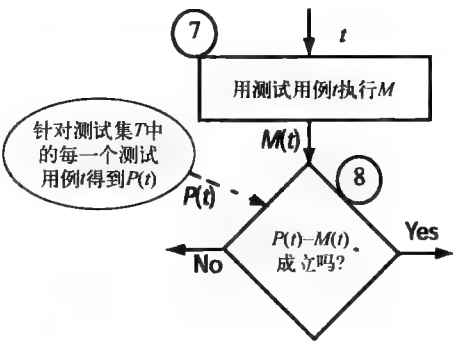 7
t
用测试用例t执行M
M(t)
针对测试集T中
的每一个测试
用例t得到P(t)
P(t)
8
P(t)–M(t)
成立吗?
Yes
No